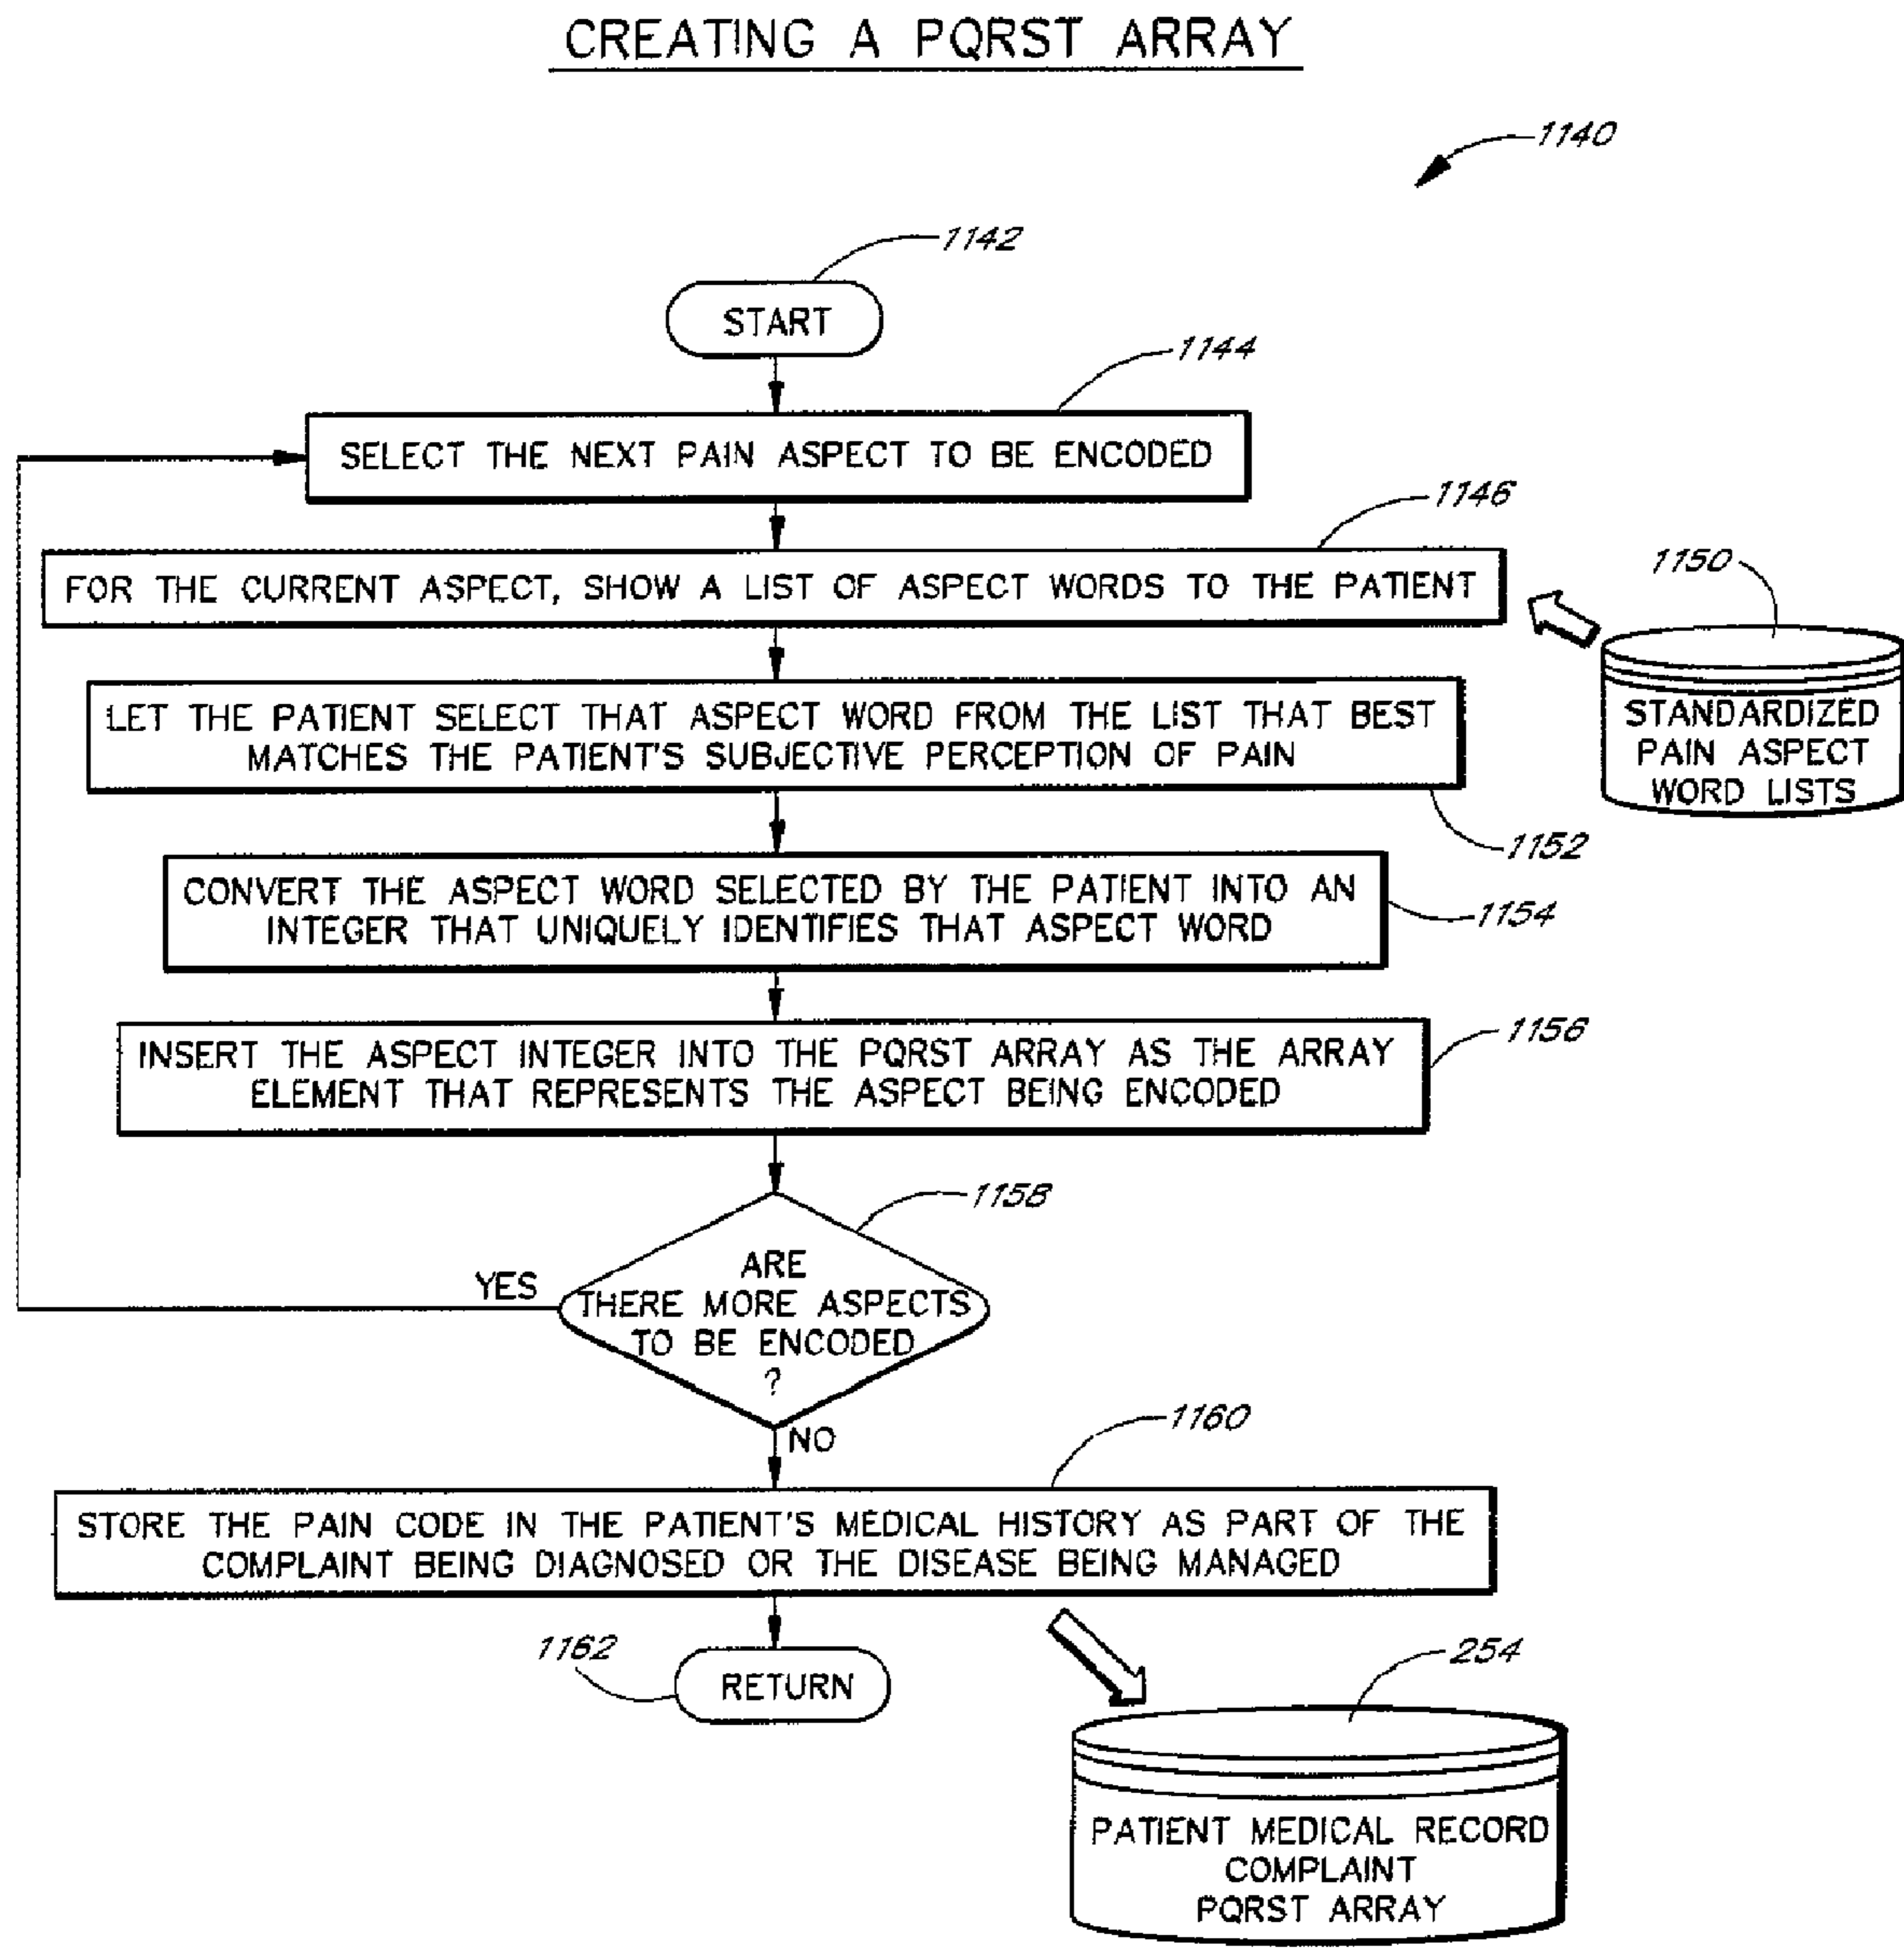 CREATING A PQRST ARRAY
1140
1142
START
1144
SELECT THE NEXT PAIN ASPECT TO BE ENCODED
1146
FOR THE CURRENT ASPECT, SHOW A LIST OF ASPECT WORDS TO THE PATIENT
1150
STANDARDIZED
PAIN ASPECT
WORD LISTS
LET THE PATIENT SELECT THAT ASPECT WORD FROM THE LIST THAT BEST
MATCHES THE PATIENT'S SUBJECTIVE PERCEPTION OF PAIN
1152
CONVERT THE ASPECT WORD SELECTED BY THE PATIENT INTO AN
INTEGER THAT UNIQUELY IDENTIFIES THAT ASPECT WORD
1154
INSERT THE ASPECT INTEGER INTO THE PQRST ARRAY AS THE ARRAY
ELEMENT THAT REPRESENTS THE ASPECT BEING ENCODED
1156
1158
ARE
THERE MORE ASPECTS
TO BE ENCODED
?
YES
NO
1160
STORE THE PAIN CODE IN THE PATIENT'S MEDICAL HISTORY AS PART OF THE
COMPLAINT BEING DIAGNOSED OR THE DISEASE BEING MANAGED
1162
RETURN
254
PATIENT MEDICAL RECORD
COMPLAINT
PQRST ARRAY